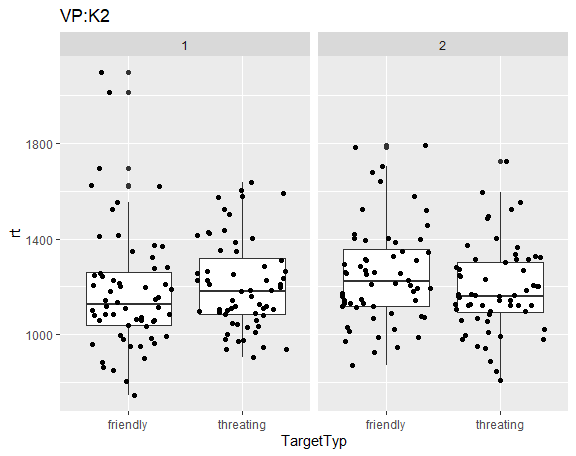 VP:K2
1
2
rt
1800
1400
1000
friendly
threating
friendly
threating
TargetTyp